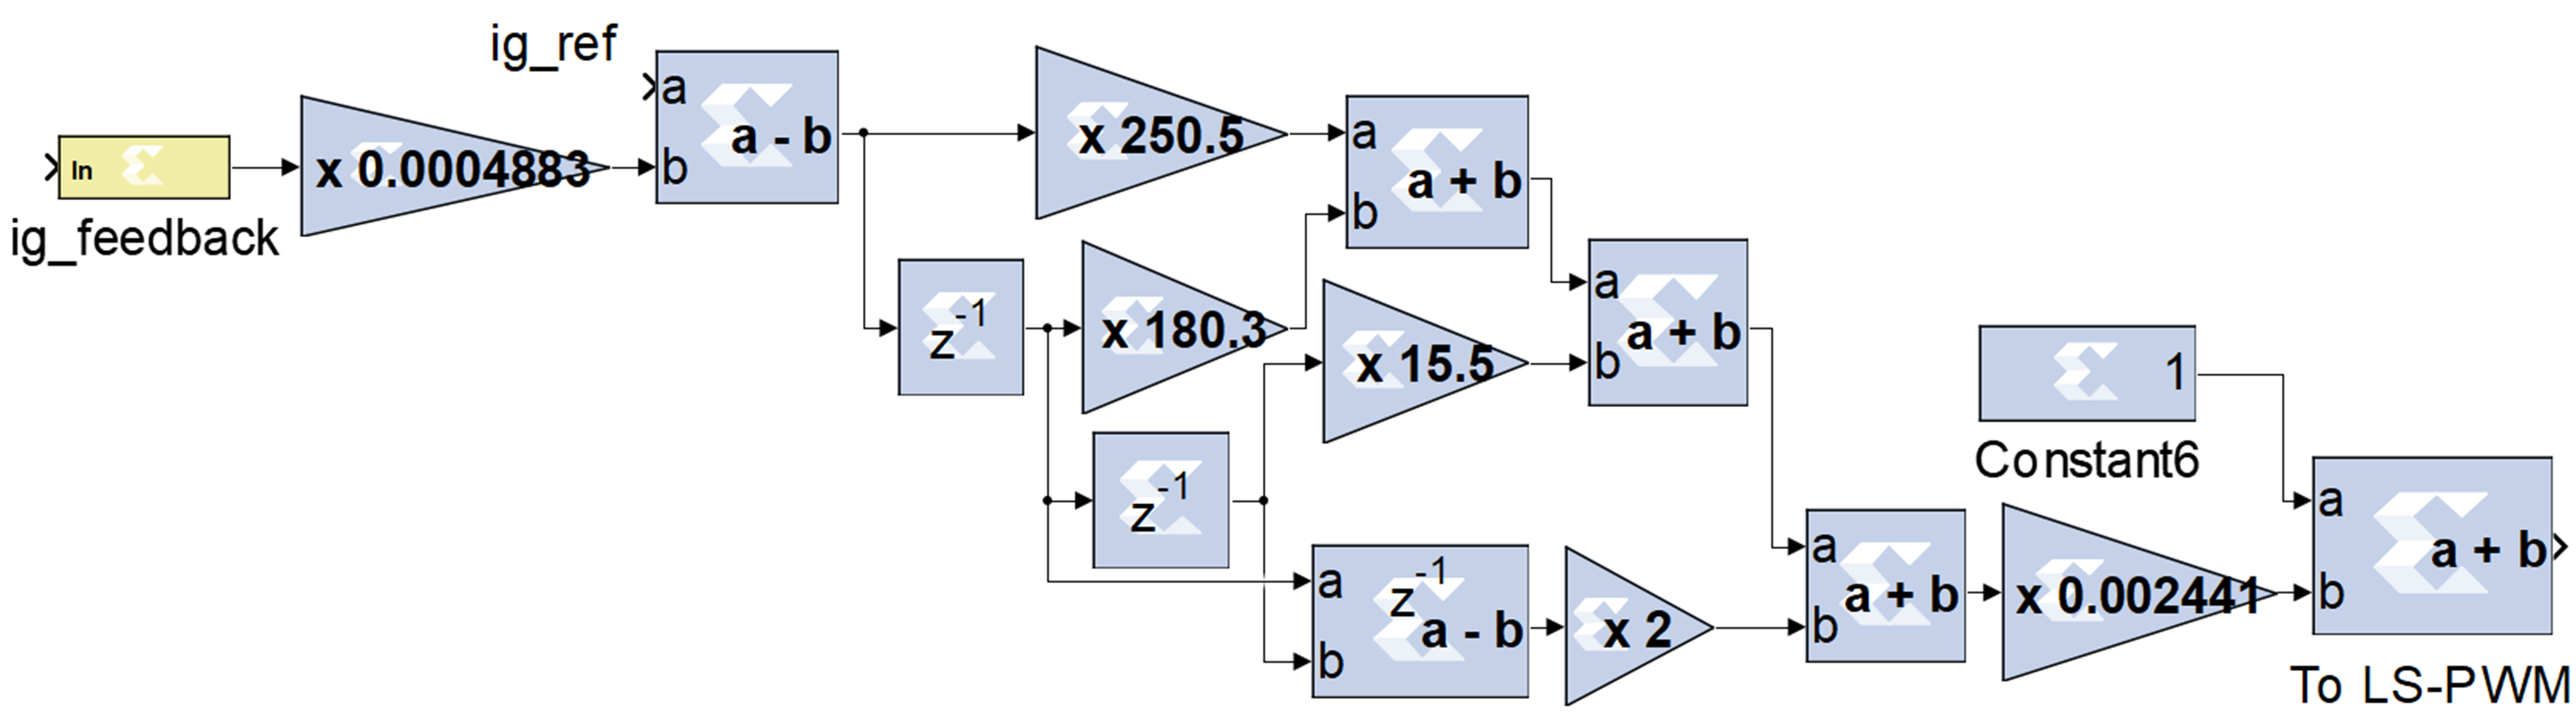 ig_ref
a
b
a - b
In
ig_feedback
x 0.0004883
x 250.5
a
b
a + b
z-1
x 180.3
x 15.5
a
b
a + b
z-1
a
b
z-1
a - b
x 2
a
b
a + b
1
Constant6
x 0.002441
a
b
a + b
To LS-PWM